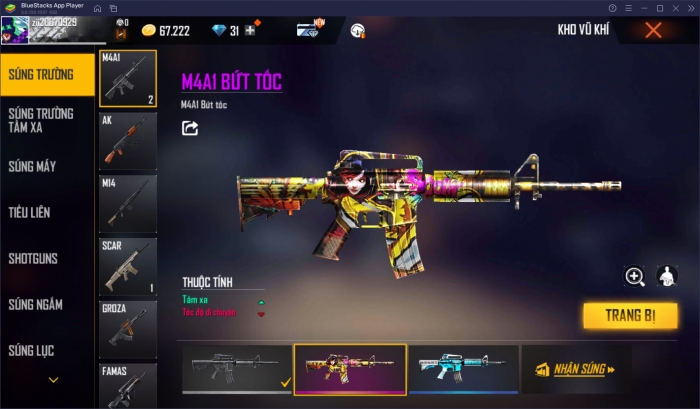 BlueStacks App Player
zii20070929
0
67.222
31
NEW
KHO VŨ KHÍ
SÚNG TRƯỜNG
SÚNG TRƯỜNG
TẦM XA
SÚNG MÁY
TIỂU LIÊN
SHOTGUNS
SÚNG NGẮM
SÚNG LỤC
M4A1
2
AK
M14
SCAR
1
GROZA
FAMAS
M4A1 BỨT TỐC
M4A1 Bứt tốc
THUỘC TÍNH
Tầm xa
Tốc độ di chuyển
TRANG BỊ
NHẬN SÚNG